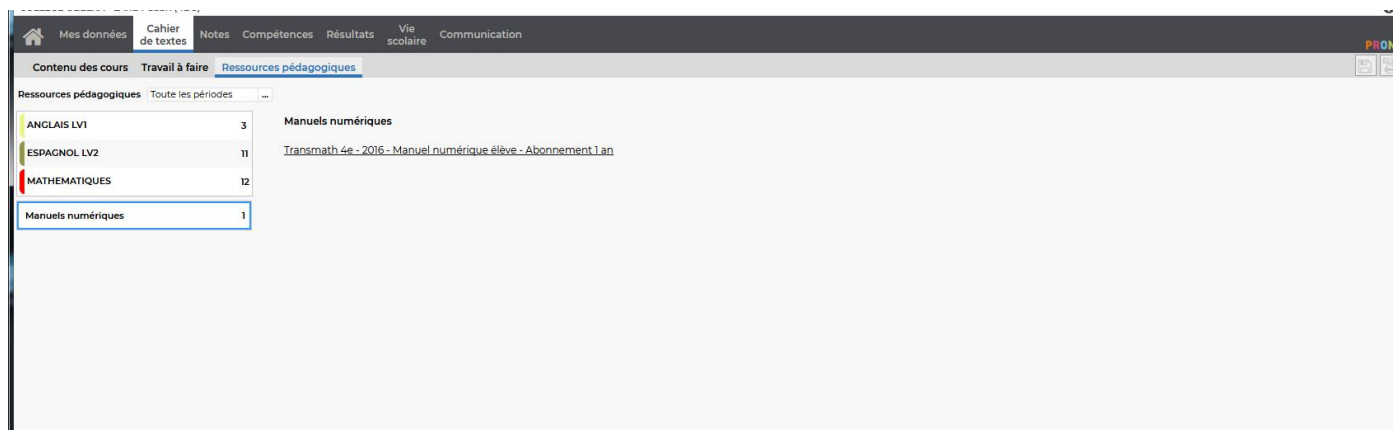 Mes données
Cahier
de textes
Notes
Compétences
Résultats
Vie
scolaire
Communication
Contenu des cours
Travail à faire
Ressources pédagogiques
Ressources pédagogiques
Toute les périodes
...
ANGLAIS LV1 3
ESPAGNOL LV2 11
MATHEMATIQUES 12
Manuels numériques 1
Manuels numériques
Transmath 4e - 2016 - Manuel numérique élève - Abonnement 1 an